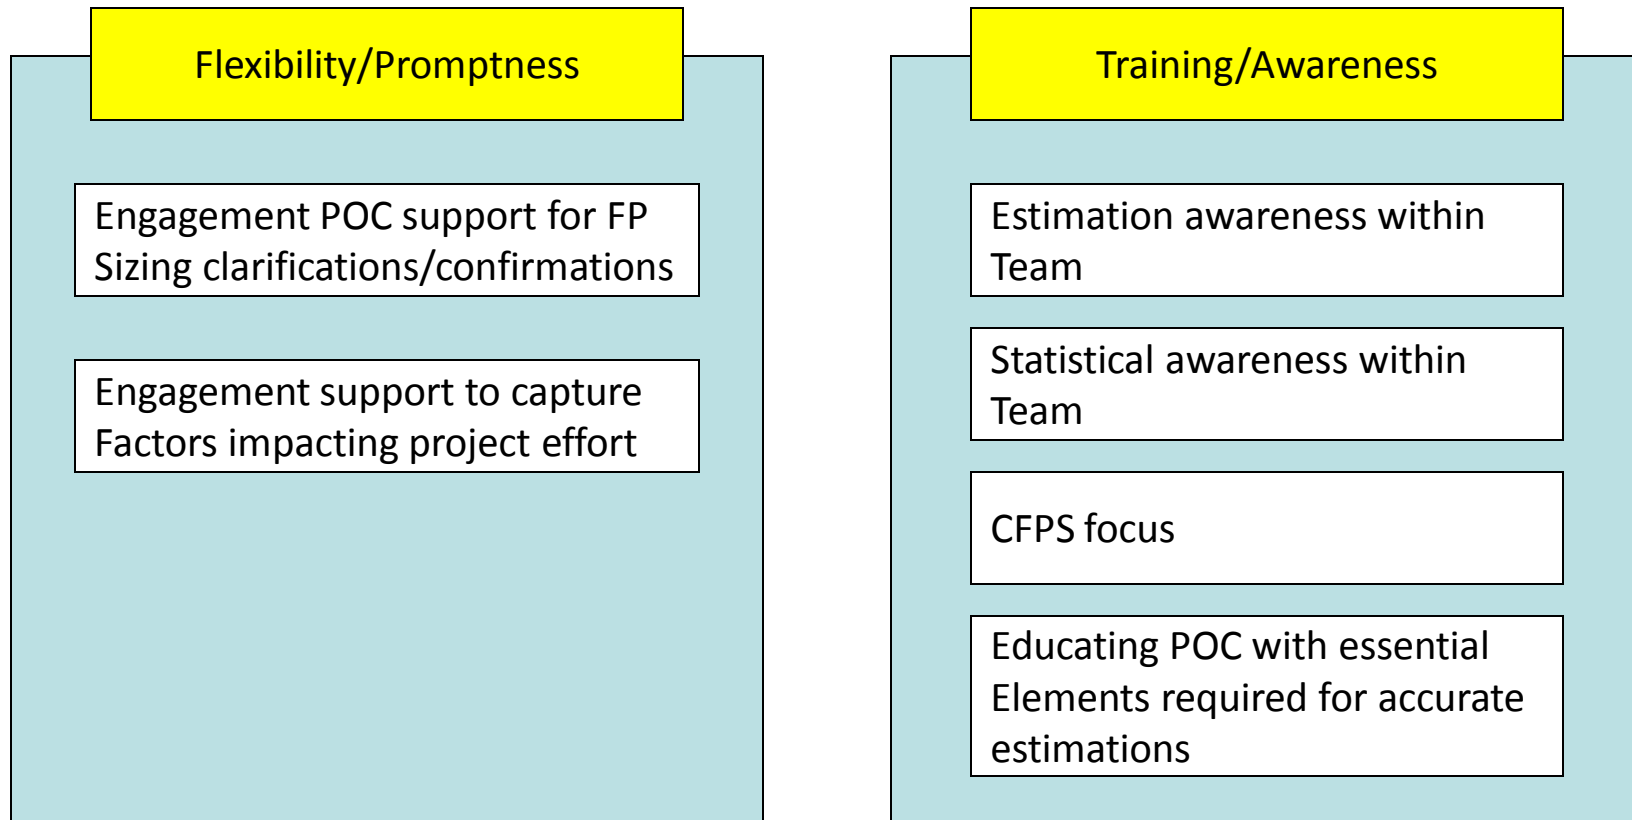 Flexibility/Promptness
Engagement POC support for FP
Sizing clarifications/confirmations
Engagement support to capture
Factors impacting project effort
Training/Awareness
Estimation awareness within
Team
Statistical awareness within
Team
CFPS focus
Educating POC with essential
Elements required for accurate
estimations